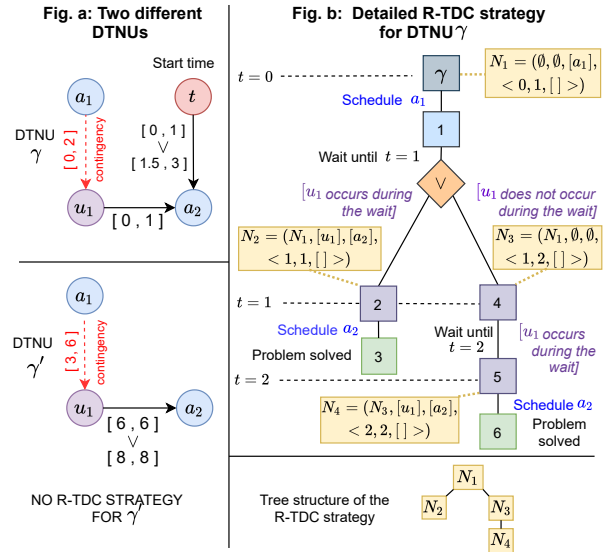 Fig. a: Two different
DTNUs
Start time
a₁
t
DTNU
γ
[ 0, 2 ]
contingency
[ 0 , 1 ]
∨
[ 1.5 , 3 ]
u₁
[ 0 , 1 ]
a₂
a₁
DTNU
γ′
[ 3, 6 ]
contingency
u₁
a₂
[ 6 , 6 ]
∨
[ 8 , 8 ]
NO R-TDC STRATEGY
FOR γ′
Fig. b: Detailed R-TDC strategy
for DTNU γ
t = 0
γ
N₁ = (∅, ∅, [a₁],
< 0, 1, [ ] >)
Schedule a₁
1
Wait until t = 1
∨
[u₁ occurs during
the wait]
[u₁ does not occur
during the wait]
N₂ = (N₁, [u₁], [a₂],
< 1, 1, [ ] >)
N₃ = (N₁, ∅, ∅,
< 1, 2, [ ] >)
t = 1
2
4
Schedule a₂
Wait until
t = 2
[u₁ occurs
during the
wait]
Problem solved
3
t = 2
5
N₄ = (N₃, [u₁], [a₂],
< 2, 2, [ ] >)
Schedule a₂
6
Problem
solved
Tree structure of the
R-TDC strategy
N₁
N₂
N₃
N₄